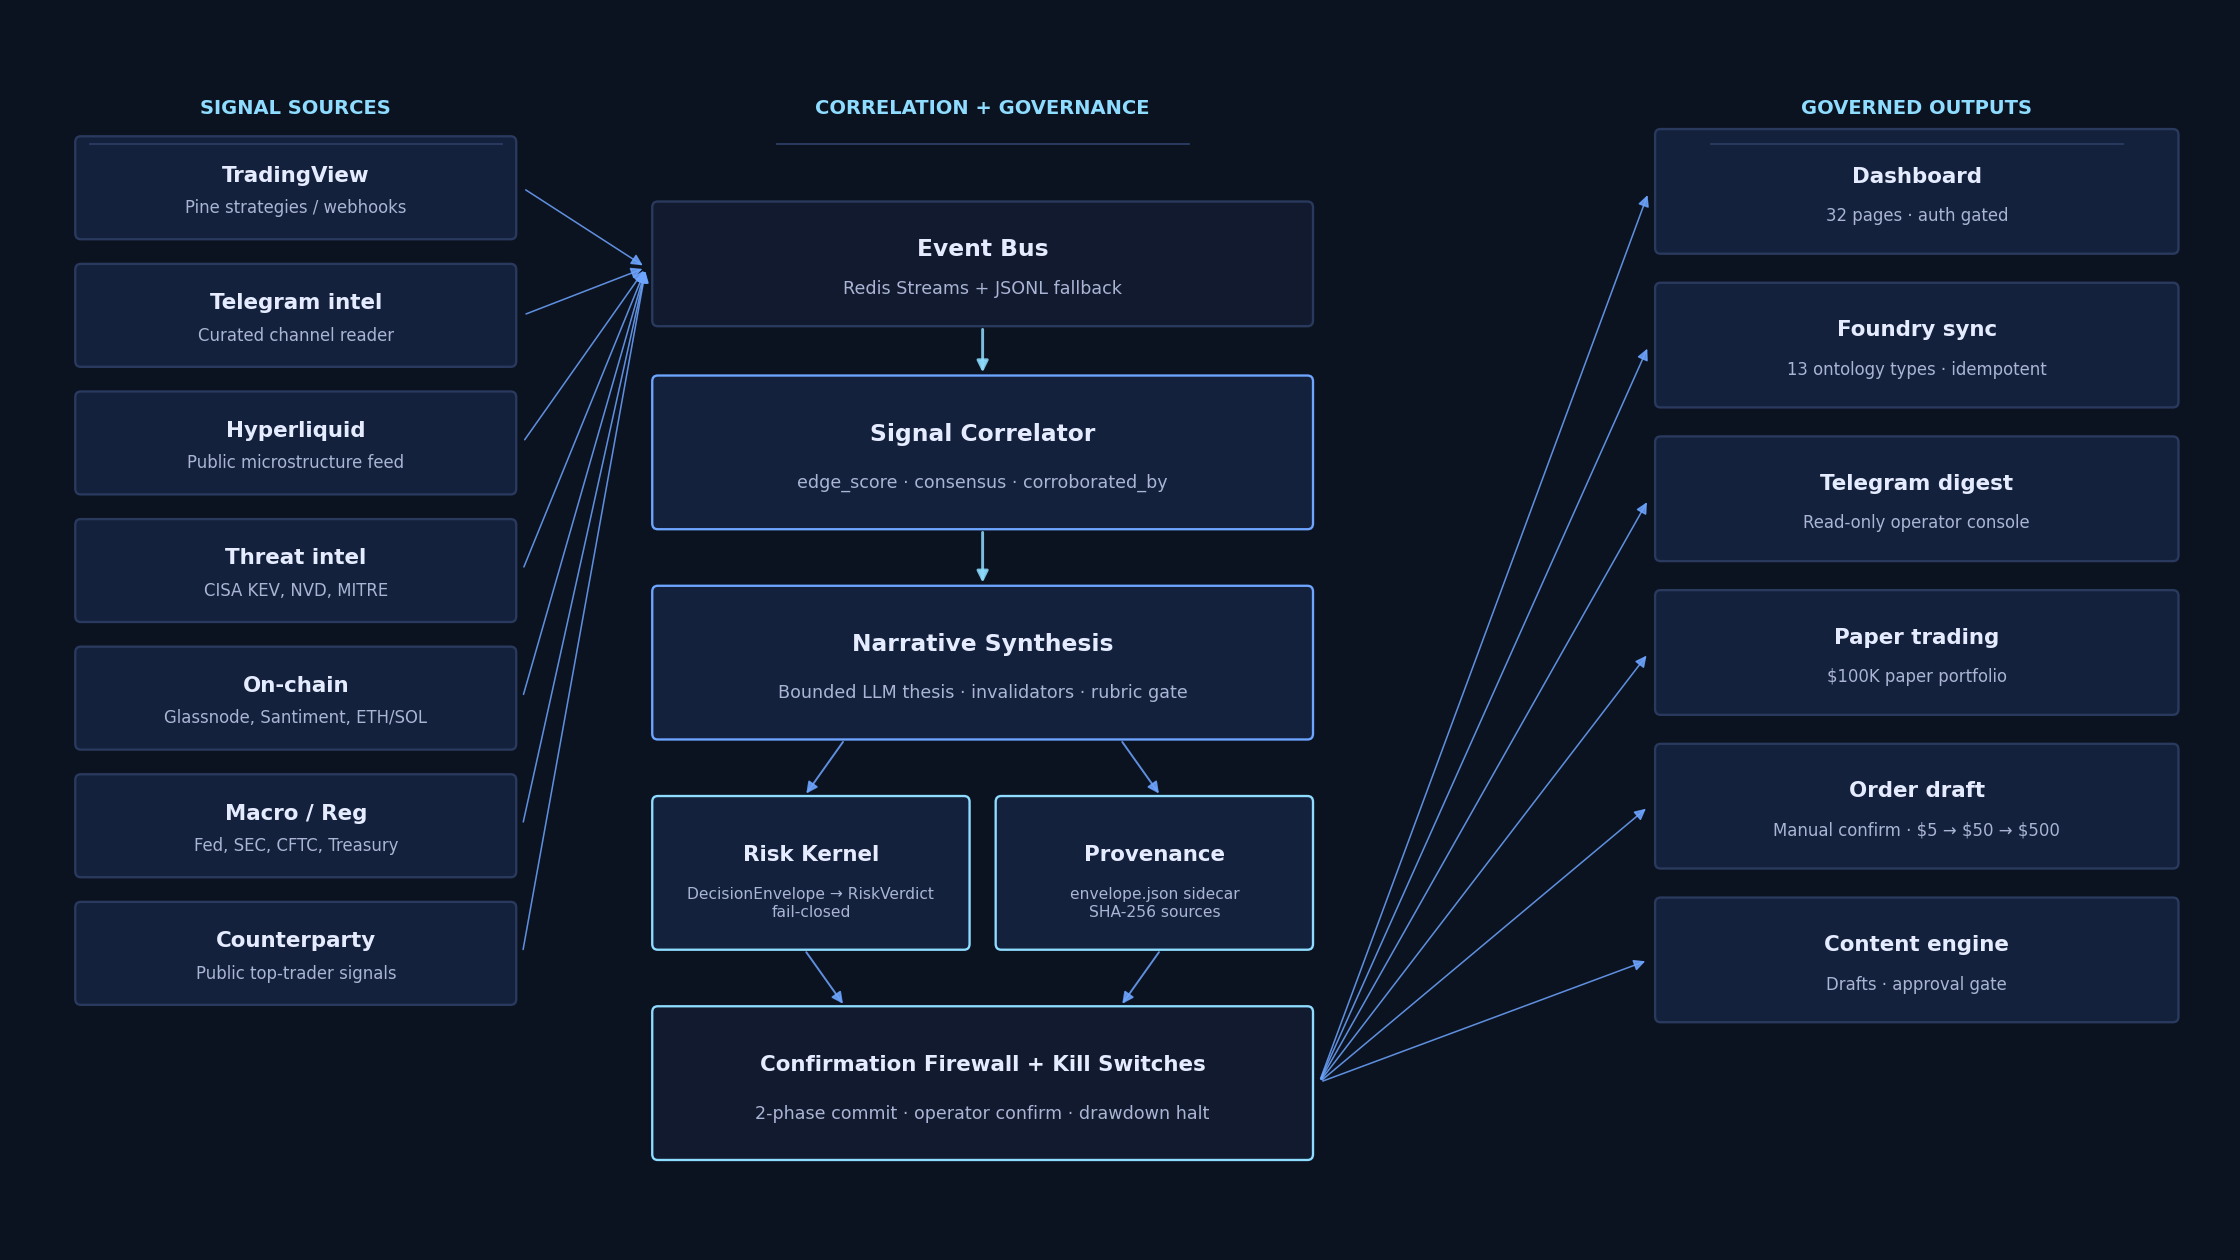 SIGNAL SOURCES
TradingView
Pine strategies / webhooks
Telegram intel
Curated channel reader
Hyperliquid
Public microstructure feed
Threat intel
CISA KEV, NVD, MITRE
On-chain
Glassnode, Santiment, ETH/SOL
Macro / Reg
Fed, SEC, CFTC, Treasury
Counterparty
Public top-trader signals
CORRELATION + GOVERNANCE
Event Bus
Redis Streams + JSONL fallback
Signal Correlator
edge_score · consensus · corroborated_by
Narrative Synthesis
Bounded LLM thesis · invalidators · rubric gate
Risk Kernel
DecisionEnvelope → RiskVerdict
fail-closed
Provenance
envelope.json sidecar
SHA-256 sources
Confirmation Firewall + Kill Switches
2-phase commit · operator confirm · drawdown halt
GOVERNED OUTPUTS
Dashboard
32 pages · auth gated
Foundry sync
13 ontology types · idempotent
Telegram digest
Read-only operator console
Paper trading
$100K paper portfolio
Order draft
Manual confirm · $5 → $50 → $500
Content engine
Drafts · approval gate